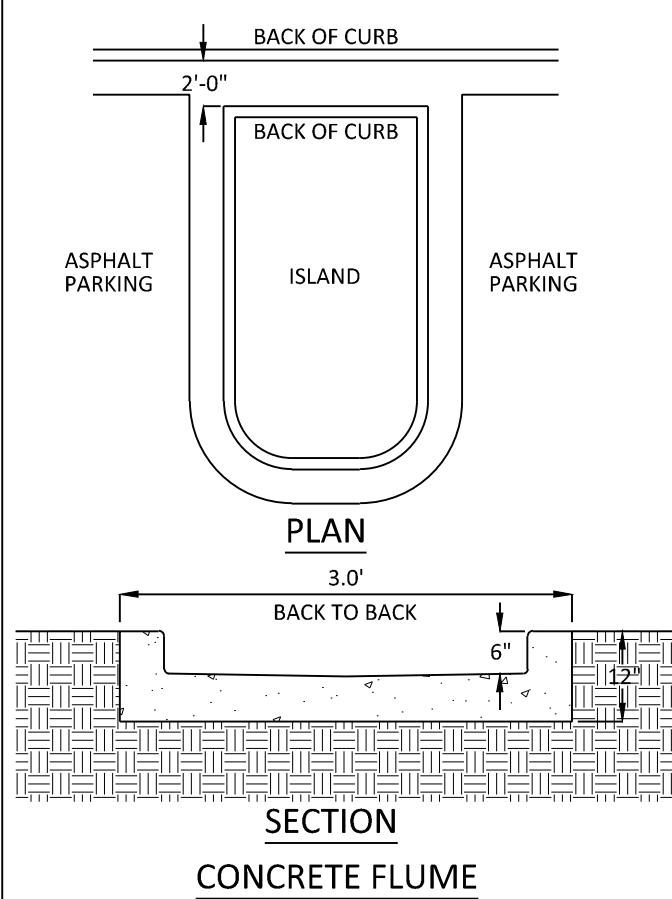 BACK OF CURB
2'-0"
BACK OF CURB
ASPHALT
PARKING
ISLAND
ASPHALT
PARKING
PLAN
3.0'
BACK TO BACK
6"
12"
SECTION
CONCRETE FLUME